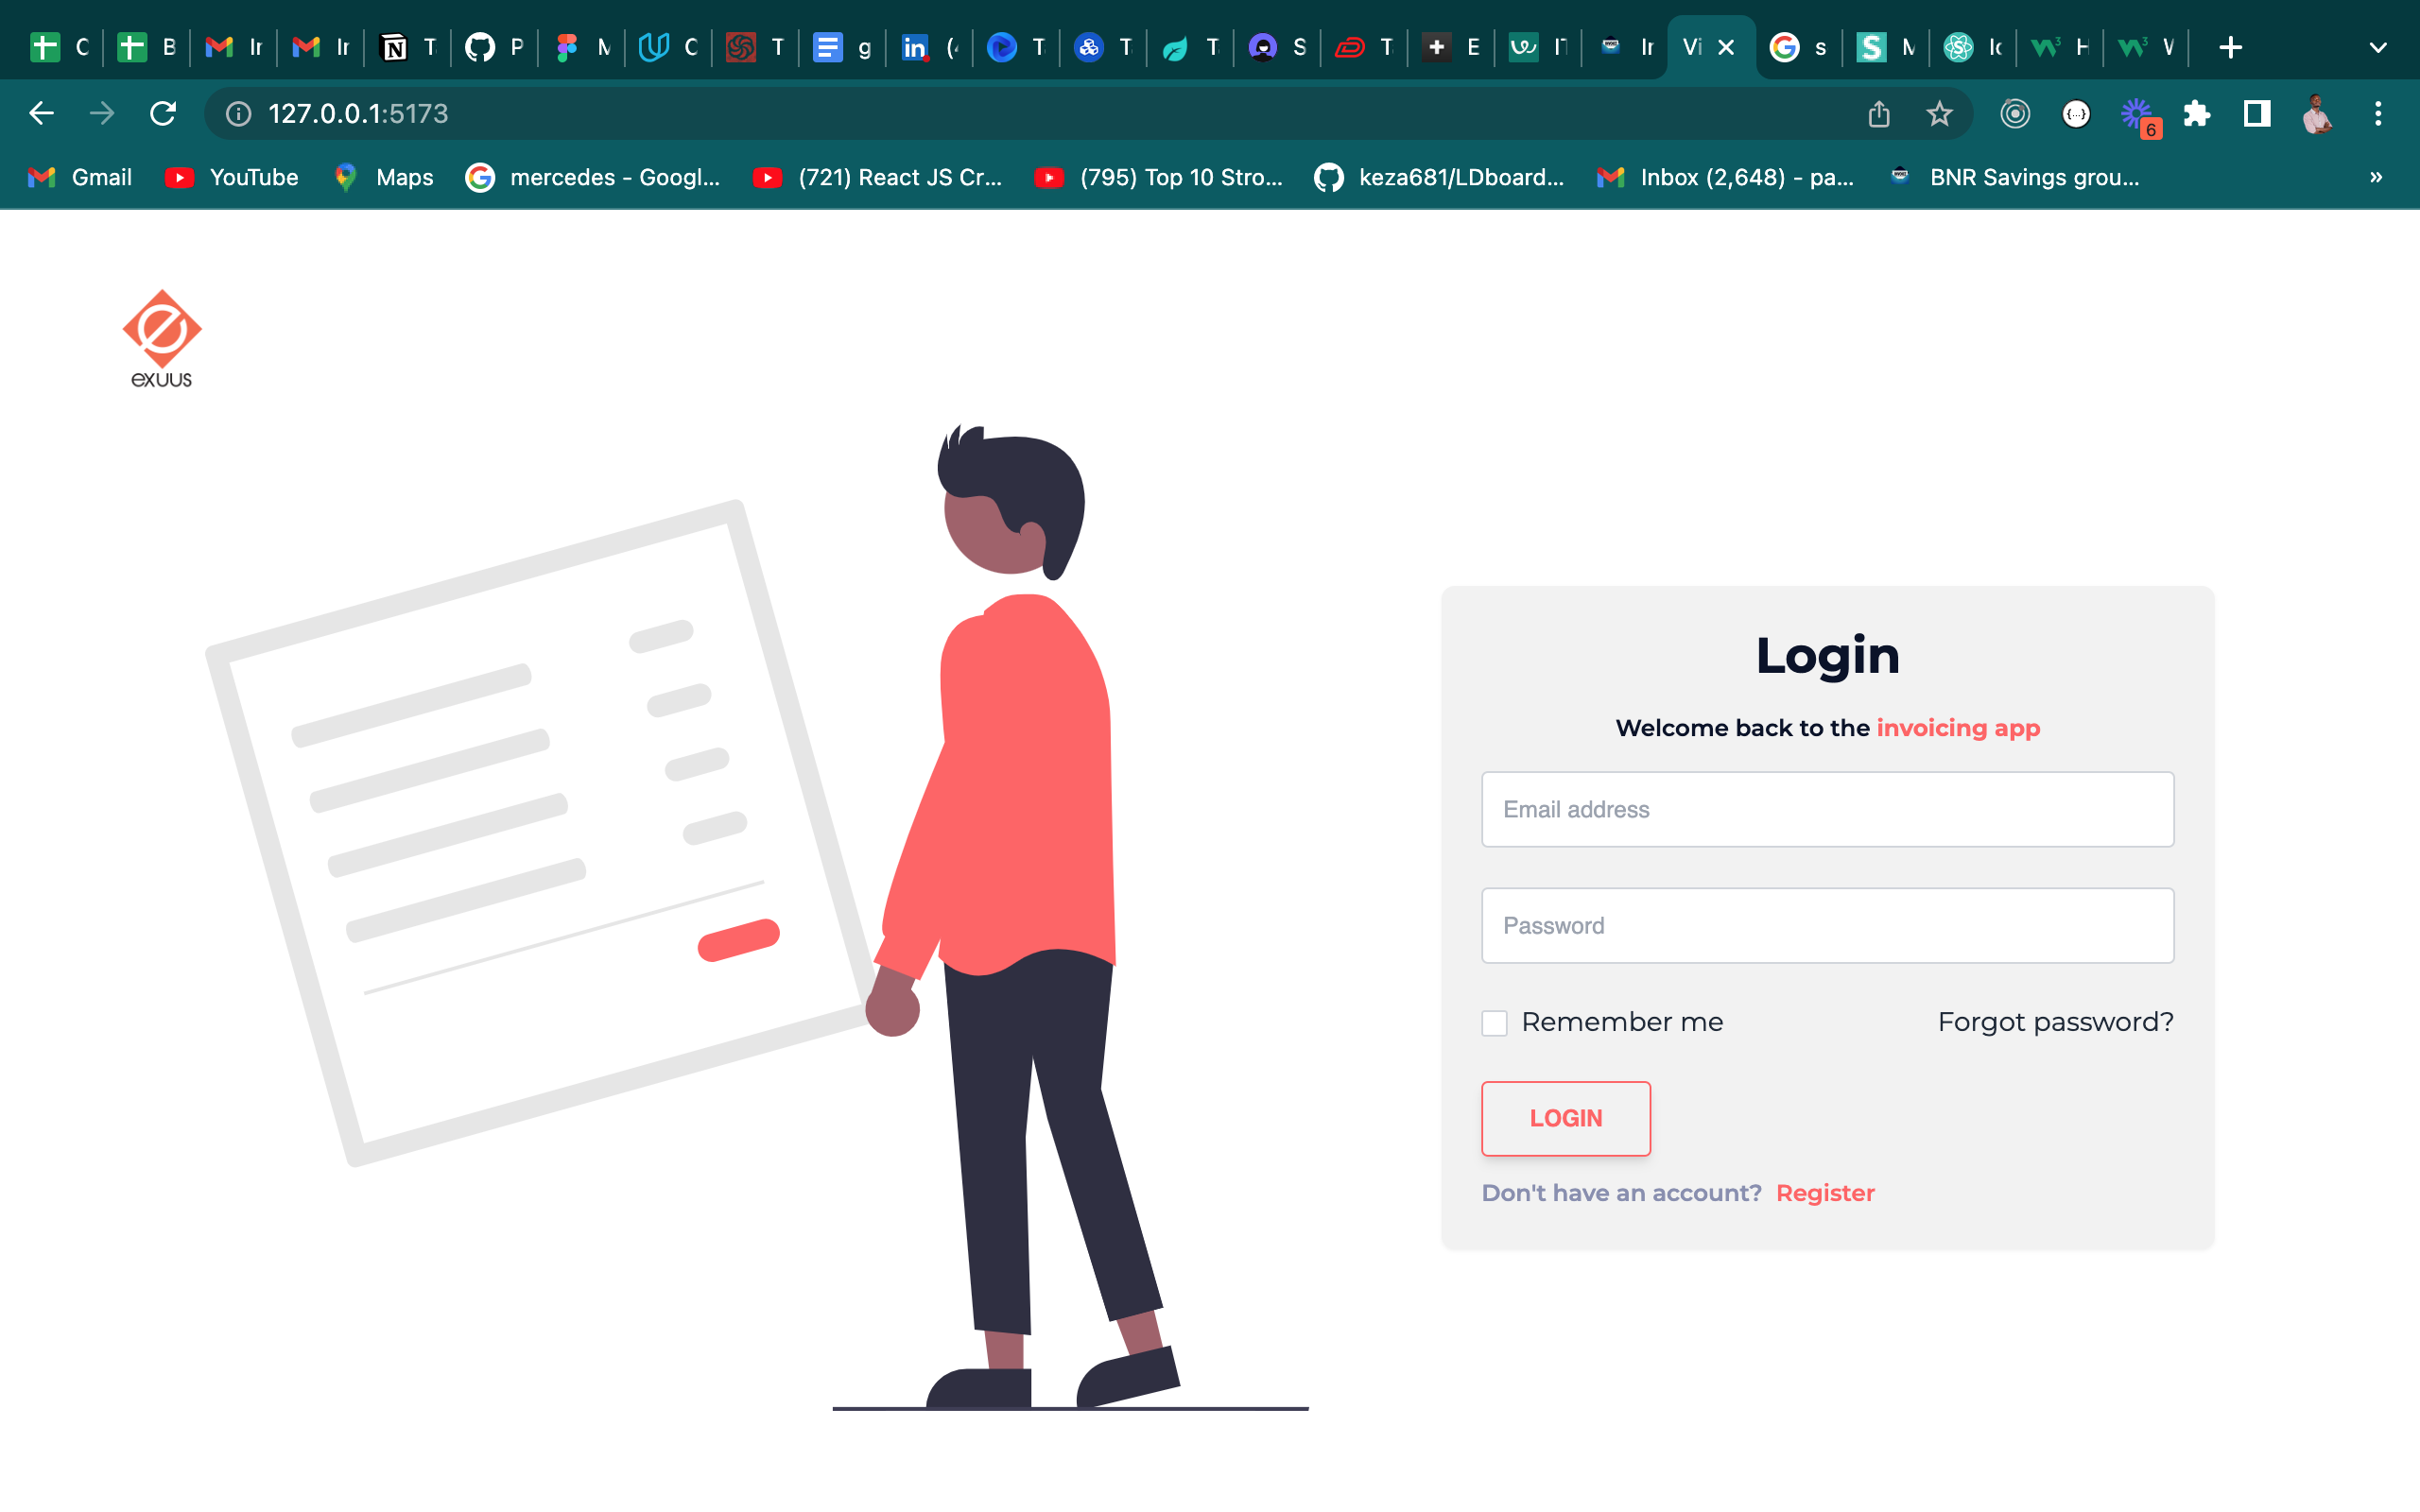 C B Ir Ir T P M C T g (4 T T T S T E IT Ir Vi s M Ic H W
127.0.0.1:5173
6
Gmail YouTube Maps mercedes - Googl... (721) React JS Cr... (795) Top 10 Stro... keza681/LDboard... Inbox (2,648) - pa... BNR Savings grou... »
exuus
Login
Welcome back to the invoicing app
Email address
Password
Remember me Forgot password?
LOGIN
Don't have an account? Register